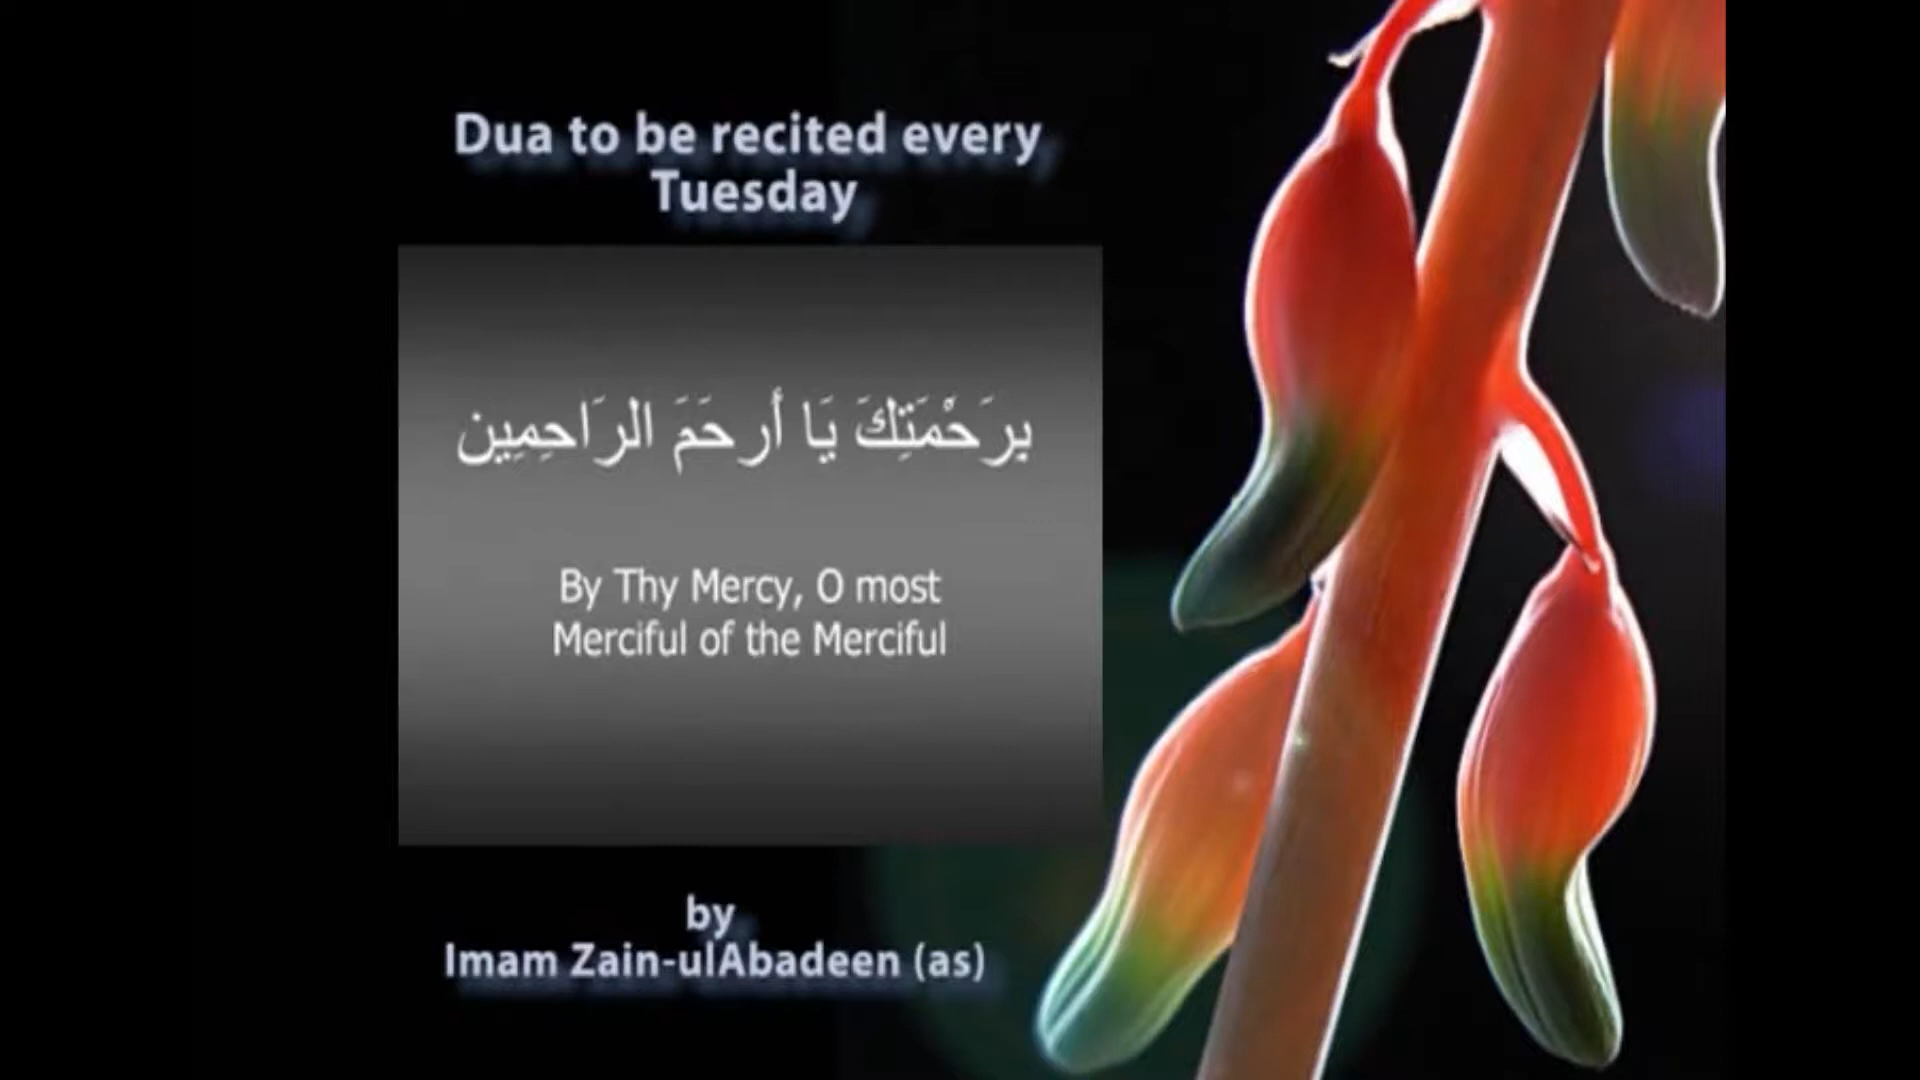 Dua to be recited every
Tuesday
برَحْمَتِكَ يَا أَرحَمَ الرَاحِمِين
By Thy Mercy, O most
Merciful of the Merciful
by
Imam Zain-ulAbadeen (as)